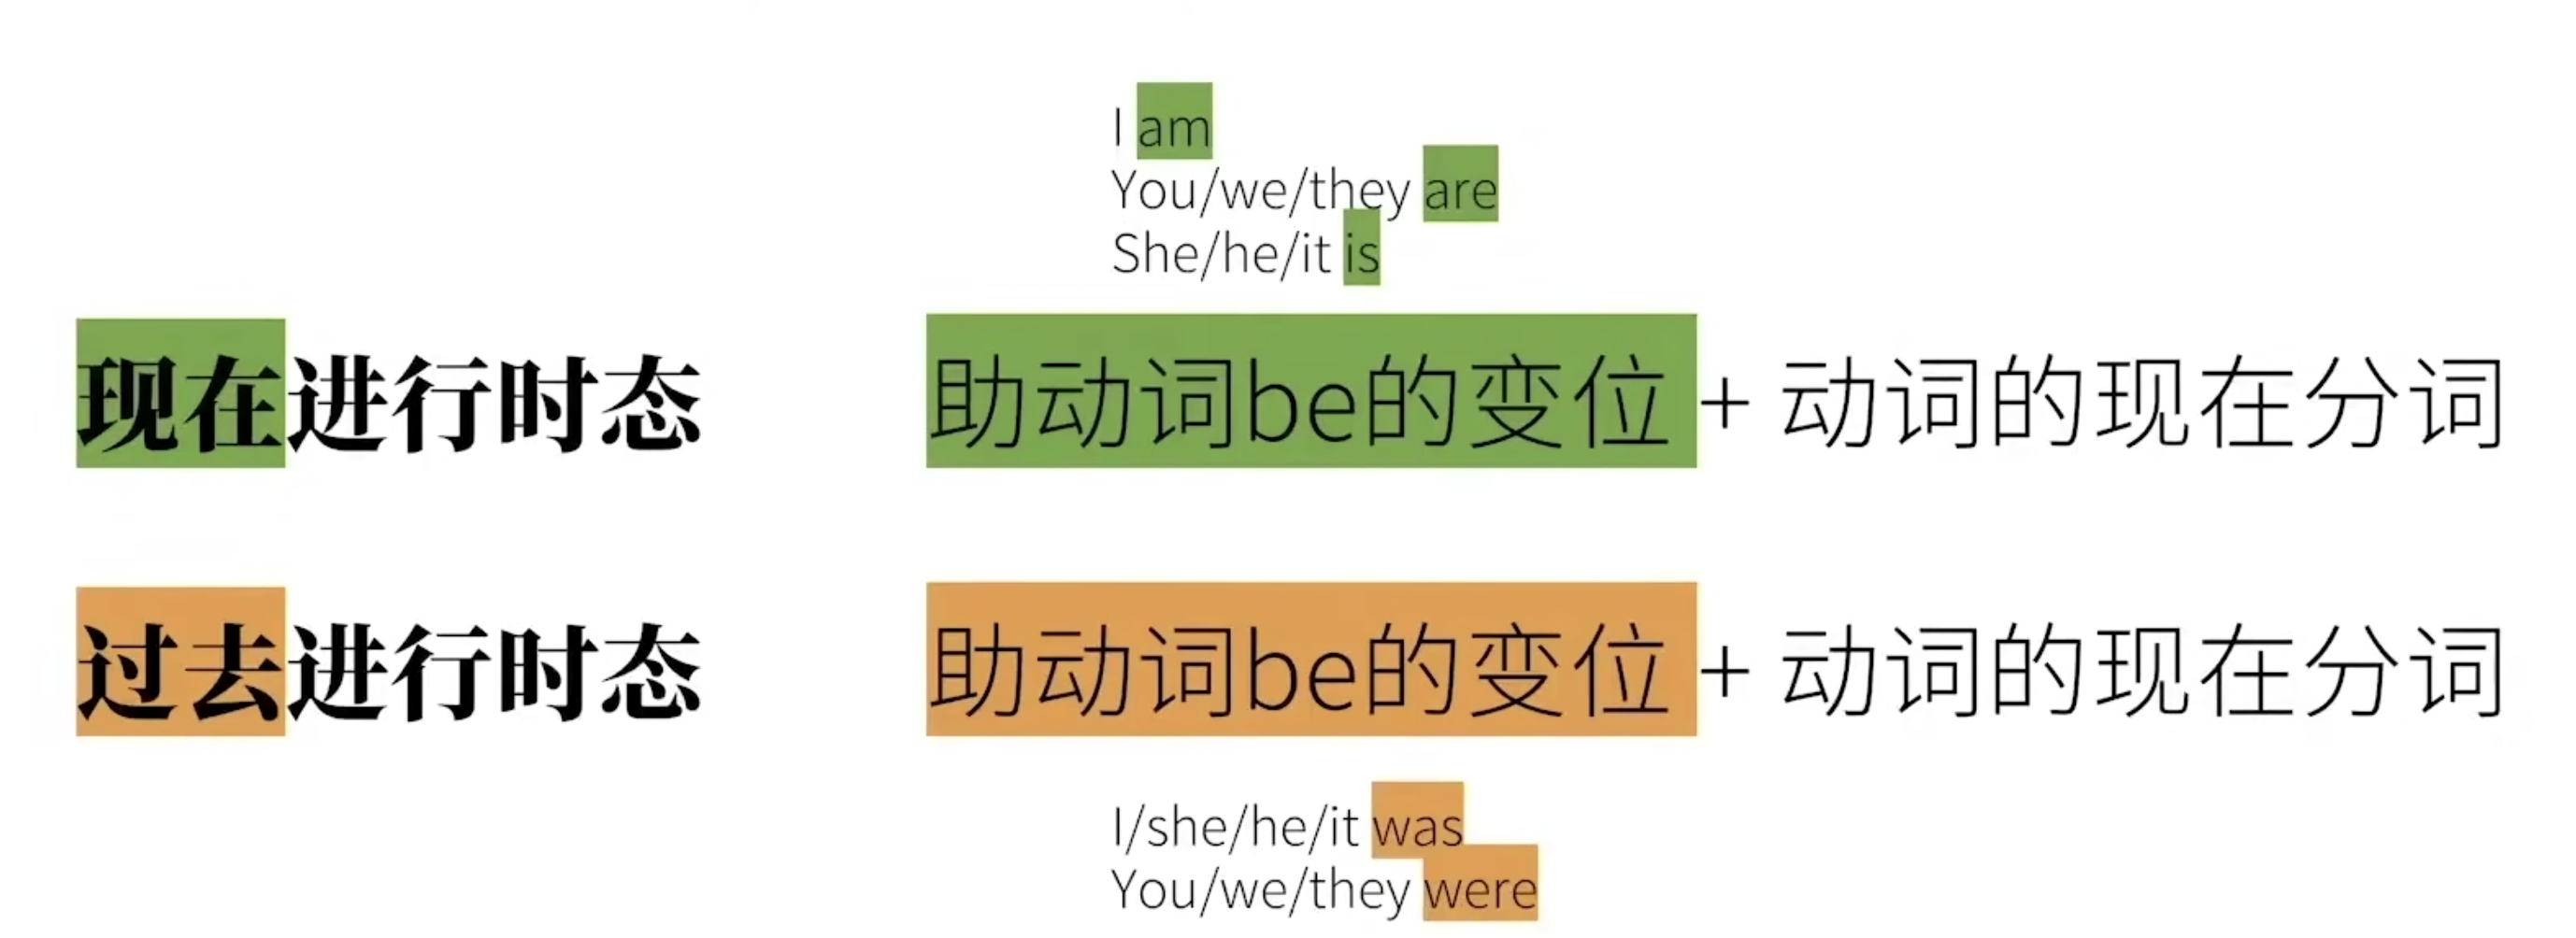 I am
You/we/they are
She/he/it is
现在进行时态 助动词be的变位 + 动词的现在分词
过去进行时态 助动词be的变位 + 动词的现在分词
I/she/he/it was
You/we/they were